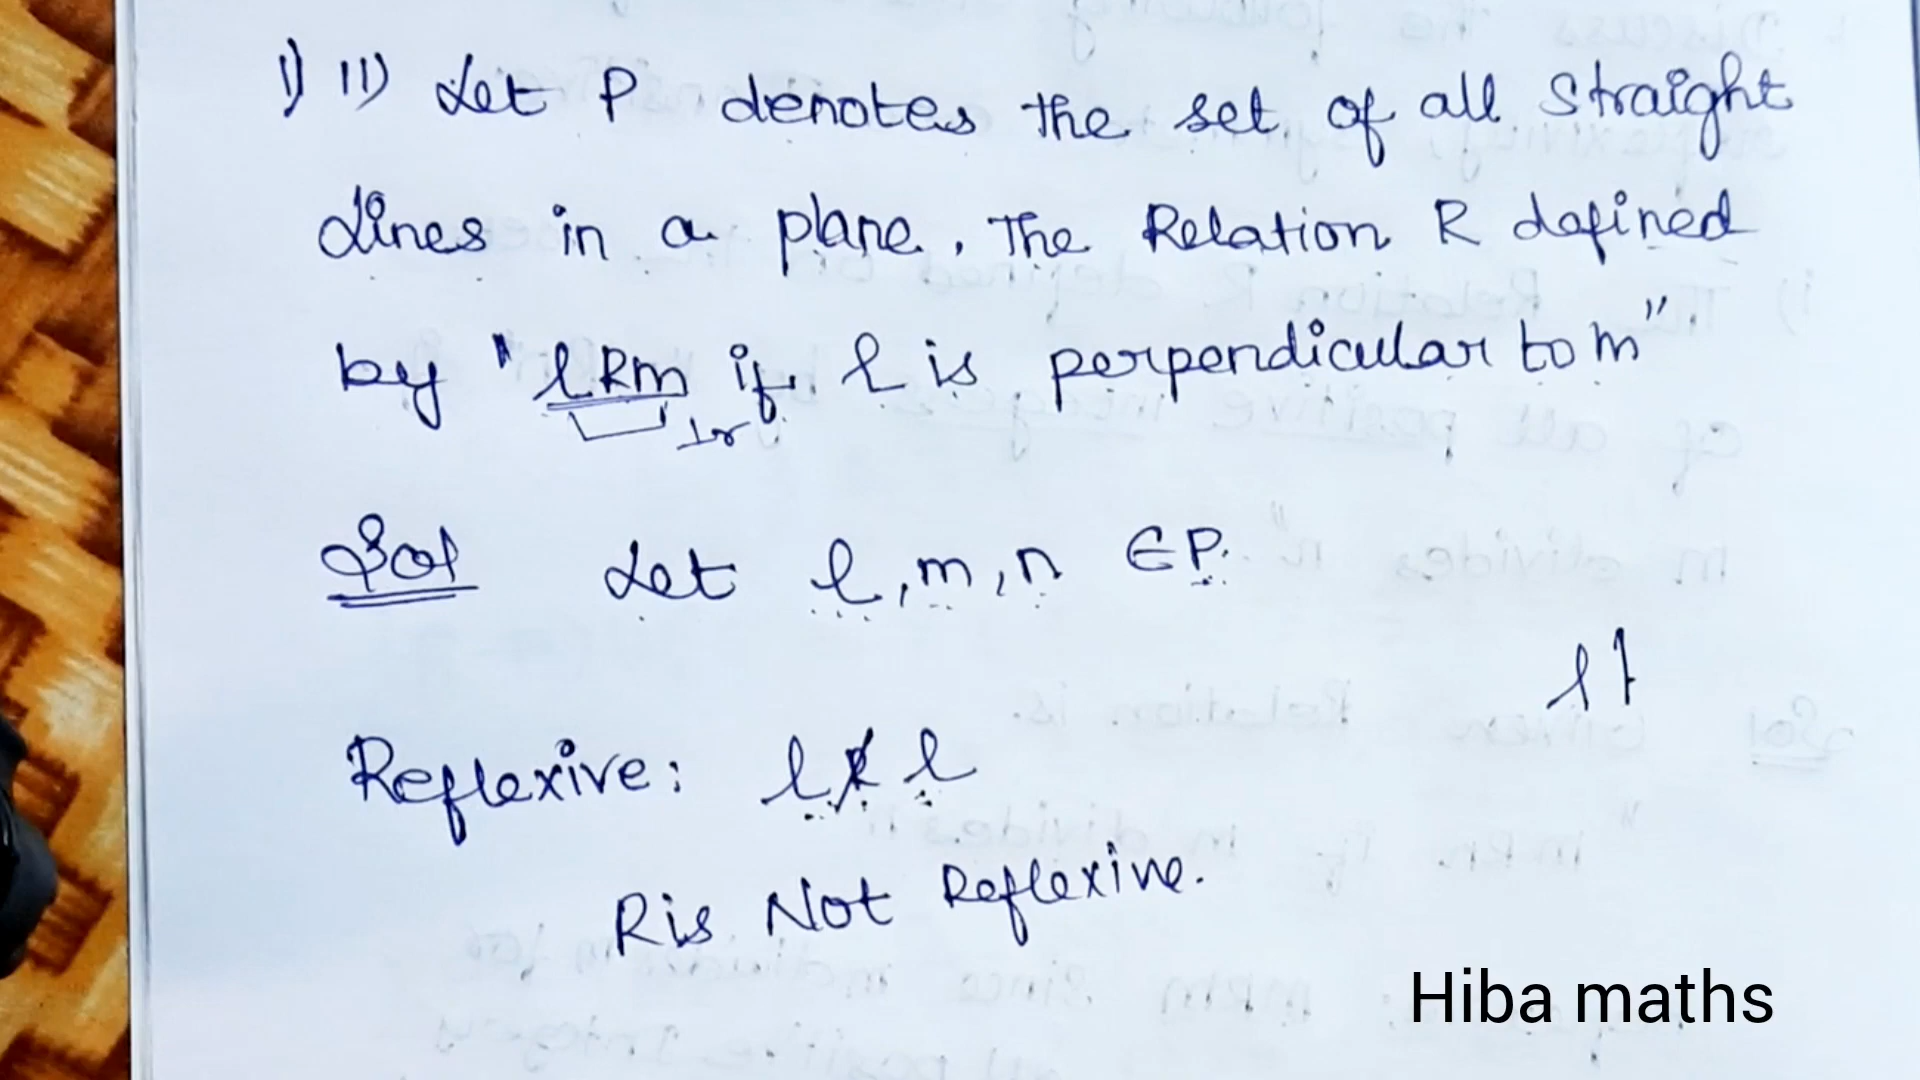 1) 11) Let P denotes the set of all straight
Lines in a plane. The Relation R defined
by "lRm if l is perpendicular to m"
⊥r
Sol Let l, m, n ∈ P.
l
Reflexive: l R̸ l
R is Not Reflexive.
Hiba maths